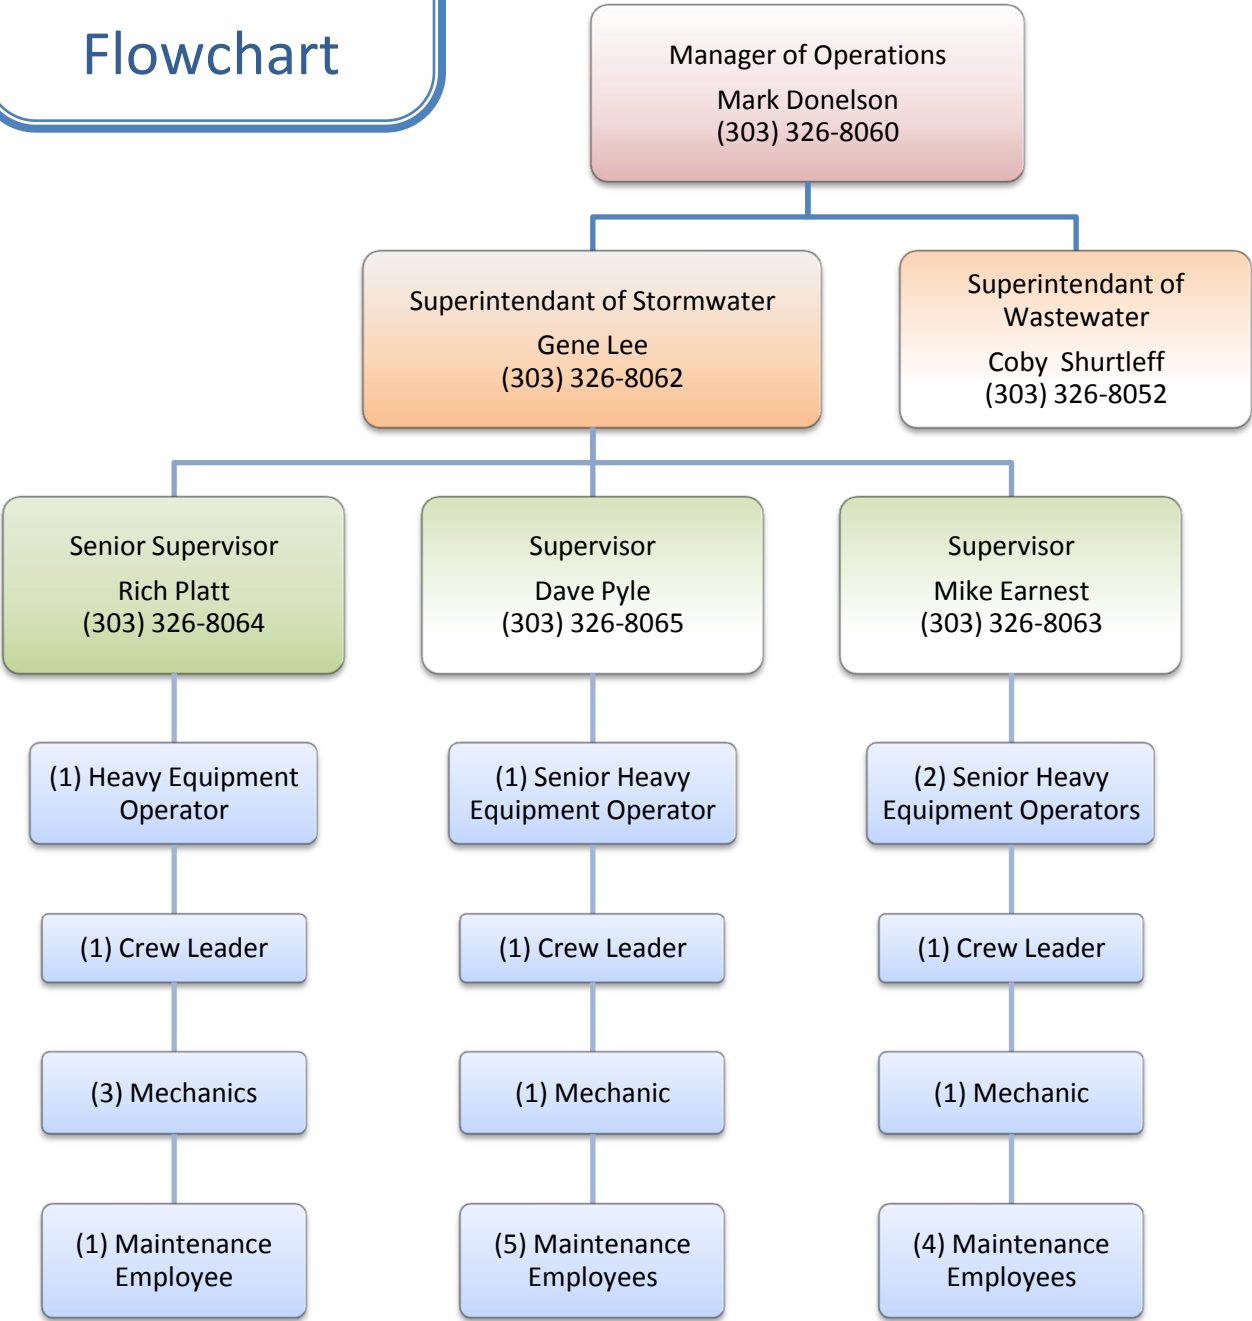 Flowchart
Manager of Operations
Mark Donelson
(303) 326-8060
Superintendant of Stormwater
Gene Lee
(303) 326-8062
Superintendant of
Wastewater
Coby  Shurtleff
(303) 326-8052
Senior Supervisor
Rich Platt
(303) 326-8064
Supervisor
Dave Pyle
(303) 326-8065
Supervisor
Mike Earnest
(303) 326-8063
(1) Heavy Equipment
Operator
(1) Senior Heavy
Equipment Operator
(2) Senior Heavy
Equipment Operators
(1) Crew Leader
(1) Crew Leader
(1) Crew Leader
(3) Mechanics
(1) Mechanic
(1) Mechanic
(1) Maintenance
Employee
(5) Maintenance
Employees
(4) Maintenance
Employees